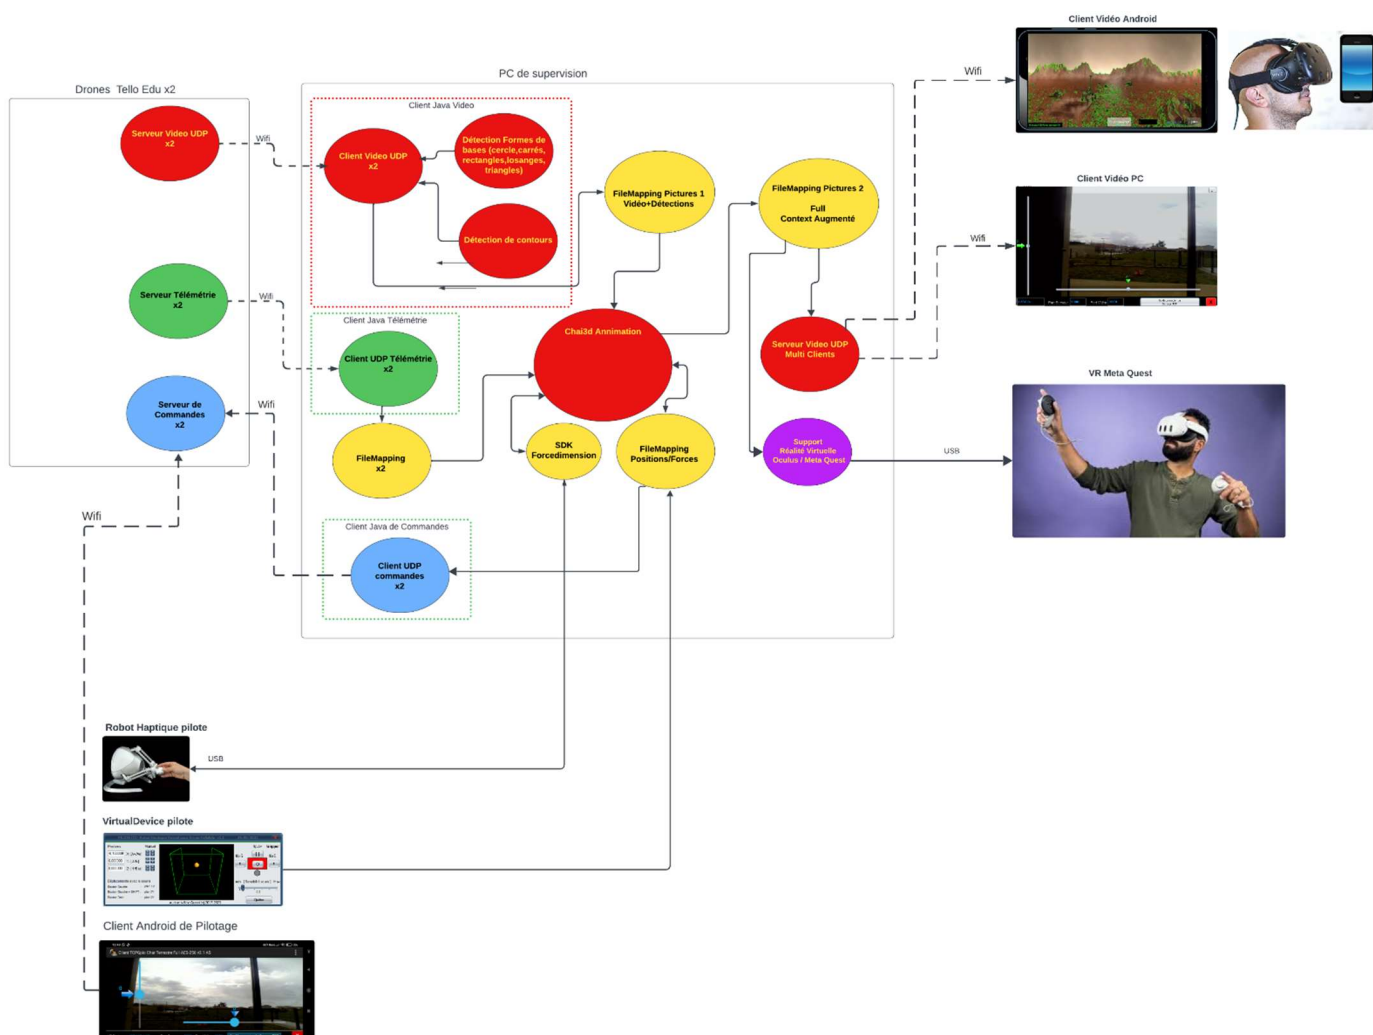 Client Vidéo Android
Wifi
PC de supervision
Drones Tello Edu x2
Client Java Video
Serveur Video UDP
x2
Wifi
Client Video UDP
x2
Détection Formes de
bases (cercle,carrés,
rectangles,losanges,
triangles)
FileMapping Pictures 1
Vidéo+Détections
FileMapping Pictures 2
Full
Context Augmenté
Client Vidéo PC
Détection de contours
Wifi
Serveur Télémétrie
x2
Wifi
Client Java Télémétrie
Client UDP Télémétrie
x2
Chai3d Annimation
Serveur Video UDP
Multi Clients
VR Meta Quest
Serveur de
Commandes
x2
Wifi
FileMapping
x2
SDK
Forcedimension
FileMapping
Positions/Forces
Support
Réalité Virtuelle
Oculus / Meta Quest
USB
Wifi
Client Java de Commandes
Client UDP
commandes
x2
Robot Haptique pilote
USB
VirtualDevice pilote
Client Android de Pilotage